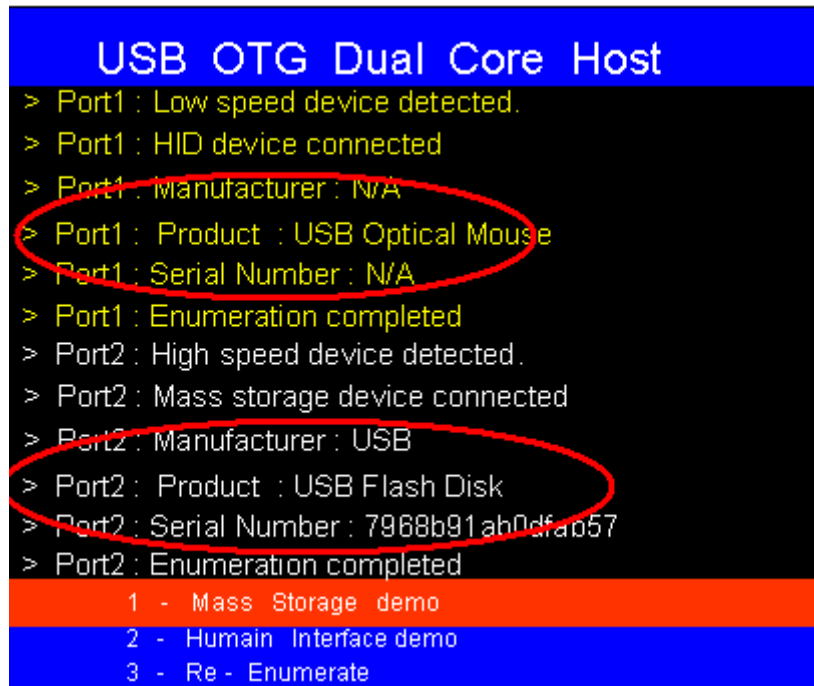 USB OTG Dual Core Host
> Port1 : Low speed device detected.
> Port1 : HID device connected
> Port1 : Manufacturer : N/A
> Port1 : Product : USB Optical Mouse
> Port1 : Serial Number : N/A
> Port1 : Enumeration completed
> Port2 : High speed device detected.
> Port2 : Mass storage device connected
> Port2 : Manufacturer : USB
> Port2 : Product : USB Flash Disk
> Port2 : Serial Number : 7968b91ab0dfab57
> Port2 : Enumeration completed
1 - Mass Storage demo
2 - Humain Interface demo
3 - Re - Enumerate